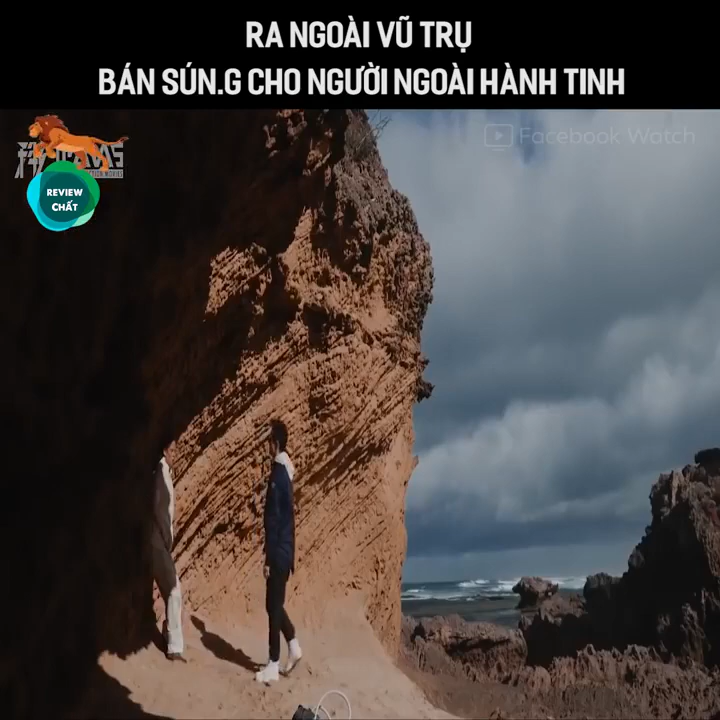 RA NGOÀI VŨ TRỤ
BÁN SÚN.G CHO NGƯỜI NGOÀI HÀNH TINH
Facebook Watch
REVIEW
CHẤT